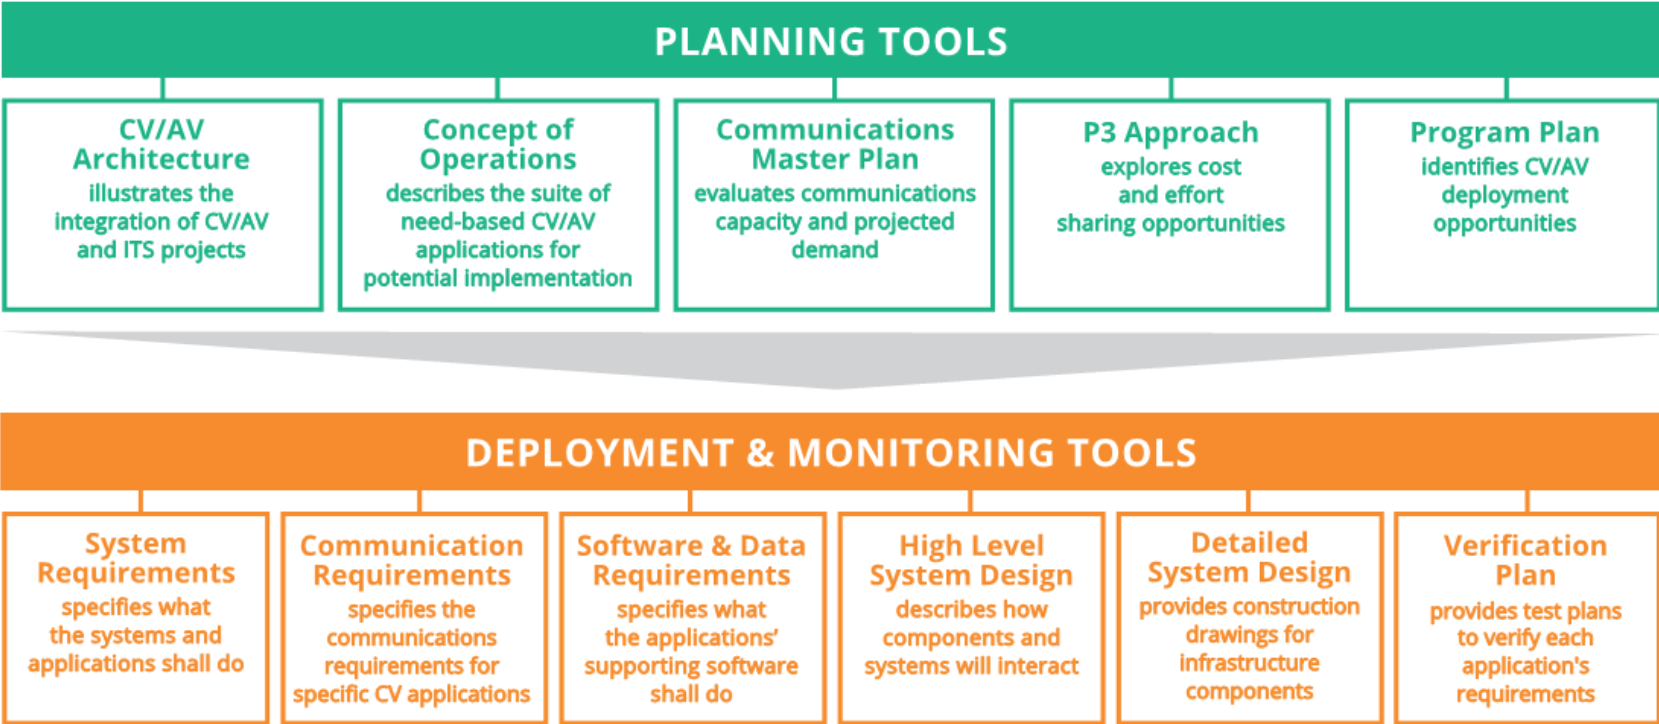 PLANNING TOOLS
CV/AV
Architecture
illustrates the
integration of CV/AV
and ITS projects
Concept of
Operations
describes the suite of
need-based CV/AV
applications for
potential implementation
Communications
Master Plan
evaluates communications
capacity and projected
demand
P3 Approach
explores cost
and effort
sharing opportunities
Program Plan
identifies CV/AV
deployment
opportunities
DEPLOYMENT & MONITORING TOOLS
System
Requirements
specifies what
the systems and
applications shall do
Communication
Requirements
specifies the
communications
requirements for
specific CV applications
Software & Data
Requirements
specifies what
the applications’
supporting software
shall do
High Level
System Design
describes how
components and
systems will interact
Detailed
System Design
provides construction
drawings for
infrastructure
components
Verification
Plan
provides test plans
to verify each
application's
requirements